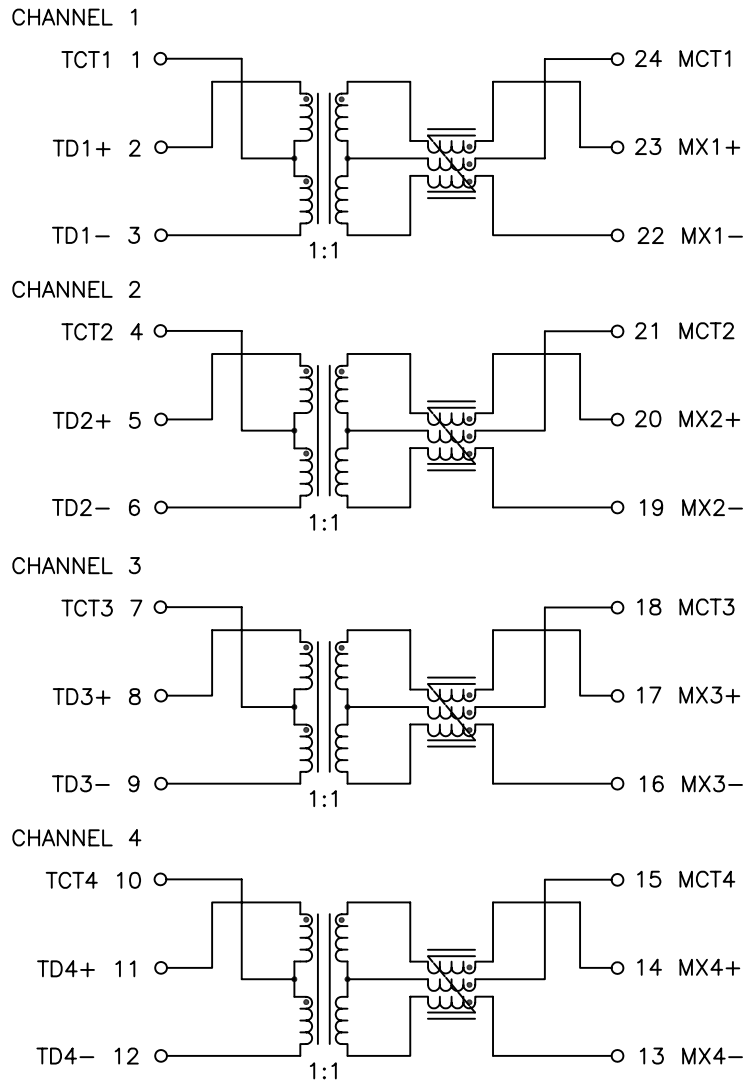 CHANNEL 1
TCT1 1 24 MCT1
TD1+ 2 23 MX1+
TD1- 3 22 MX1-
1:1
CHANNEL 2
TCT2 4 21 MCT2
TD2+ 5 20 MX2+
TD2- 6 19 MX2-
1:1
CHANNEL 3
TCT3 7 18 MCT3
TD3+ 8 17 MX3+
TD3- 9 16 MX3-
1:1
CHANNEL 4
TCT4 10 15 MCT4
TD4+ 11 14 MX4+
TD4- 12 13 MX4-
1:1